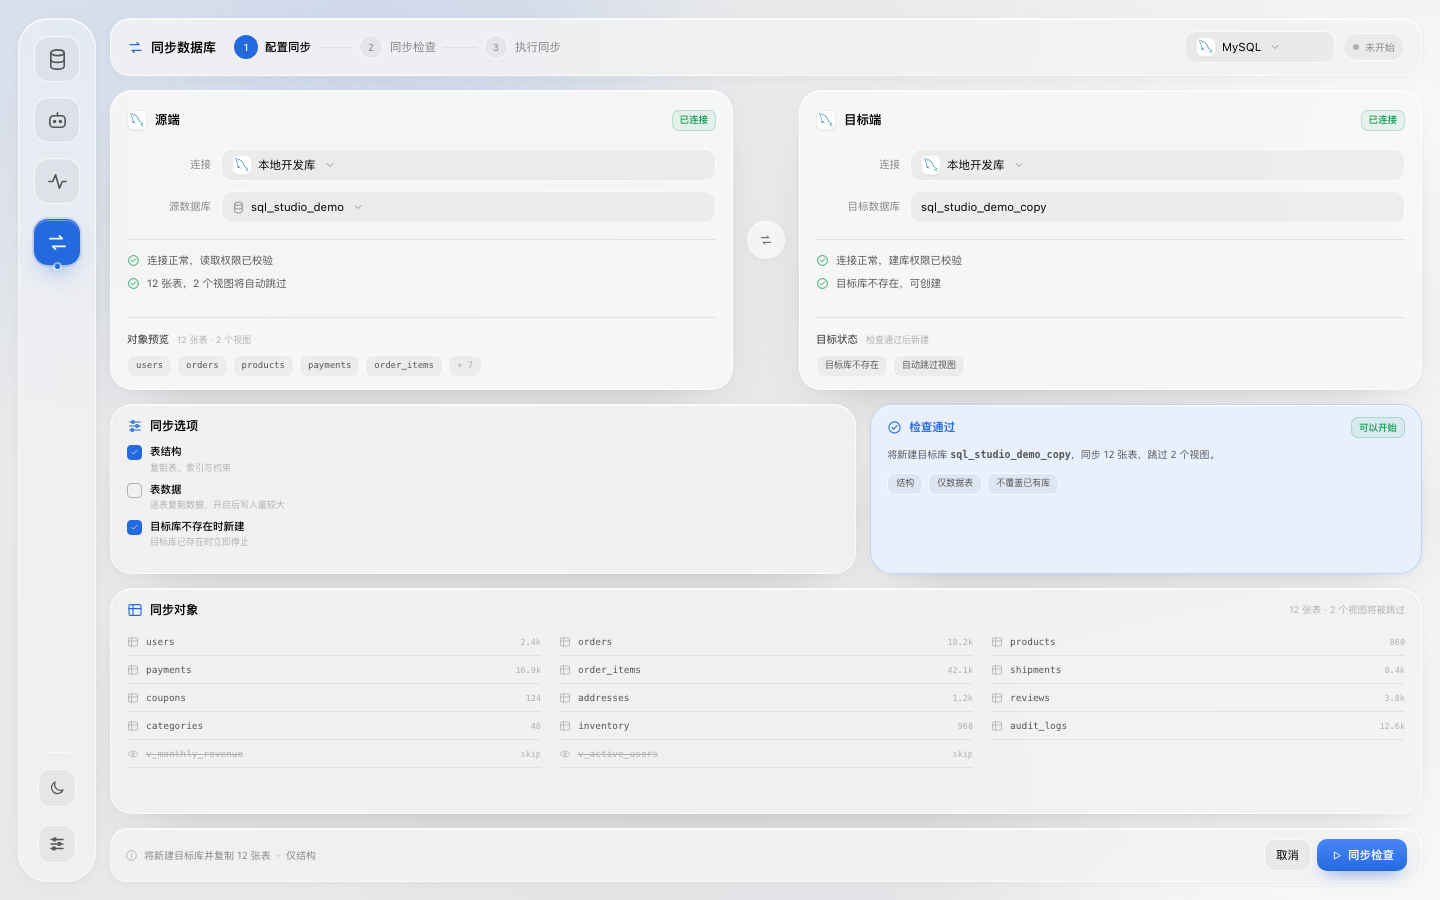 同步数据库
1 配置同步
2 同步检查
3 执行同步
MySQL
未开始
源端
已连接
连接
本地开发库
源数据库
sql_studio_demo
连接正常，读取权限已校验
12 张表，2 个视图将自动跳过
对象预览 12 张表 · 2 个视图
users orders products payments order_items + 7
目标端
已连接
连接
本地开发库
目标数据库
sql_studio_demo_copy
连接正常，建库权限已校验
目标库不存在，可创建
目标状态 检查通过后新建
目标库不存在 自动跳过视图
同步选项
表结构
复制表、索引与约束
表数据
逐表复制数据，开启后写入量较大
目标库不存在时新建
目标库已存在时立即停止
检查通过
可以开始
将新建目标库 sql_studio_demo_copy，同步 12 张表，跳过 2 个视图。
结构 仅数据表 不覆盖已有库
同步对象
12 张表 · 2 个视图将被跳过
users 2.4k
orders 18.2k
products 860
payments 16.9k
order_items 42.1k
shipments 8.4k
coupons 124
addresses 1.2k
reviews 3.8k
categories 48
inventory 960
audit_logs 12.6k
v_monthly_revenue skip
v_active_users skip
将新建目标库并复制 12 张表 · 仅结构
取消
同步检查